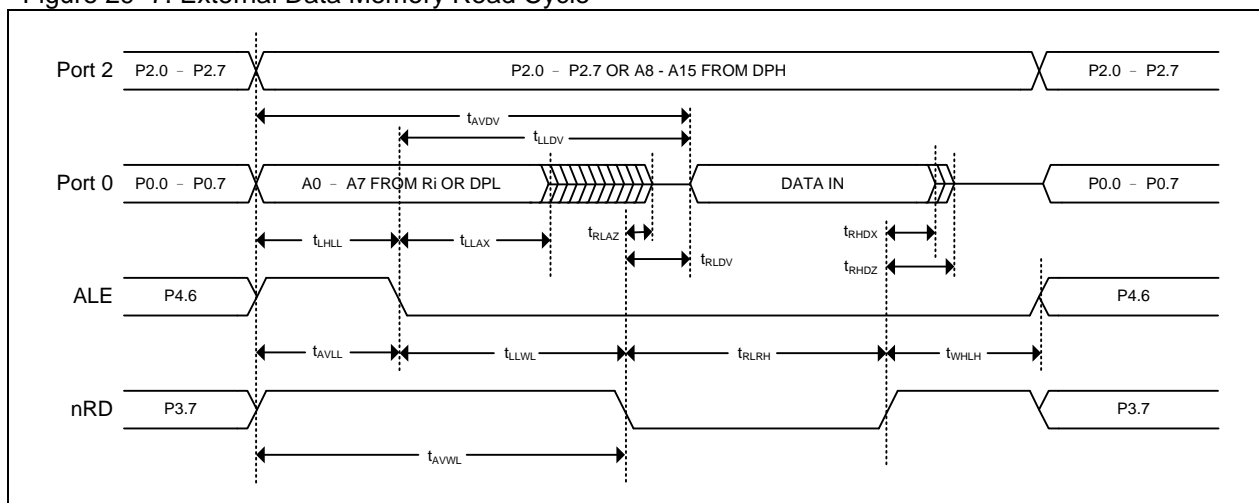 Figure 29-7. External Data Memory Read Cycle
Port 2 P2.0 – P2.7 P2.0 – P2.7 OR A8 - A15 FROM DPH P2.0 – P2.7
tAVDV
tLLDV
Port 0 P0.0 – P0.7 A0 – A7 FROM Ri OR DPL DATA IN P0.0 – P0.7
tLHLL tLLAX tRLAZ tRHDX
tRLDV tRHDZ
ALE P4.6 P4.6
tAVLL tLLWL tRLRH tWHLH
nRD P3.7 P3.7
tAVWL